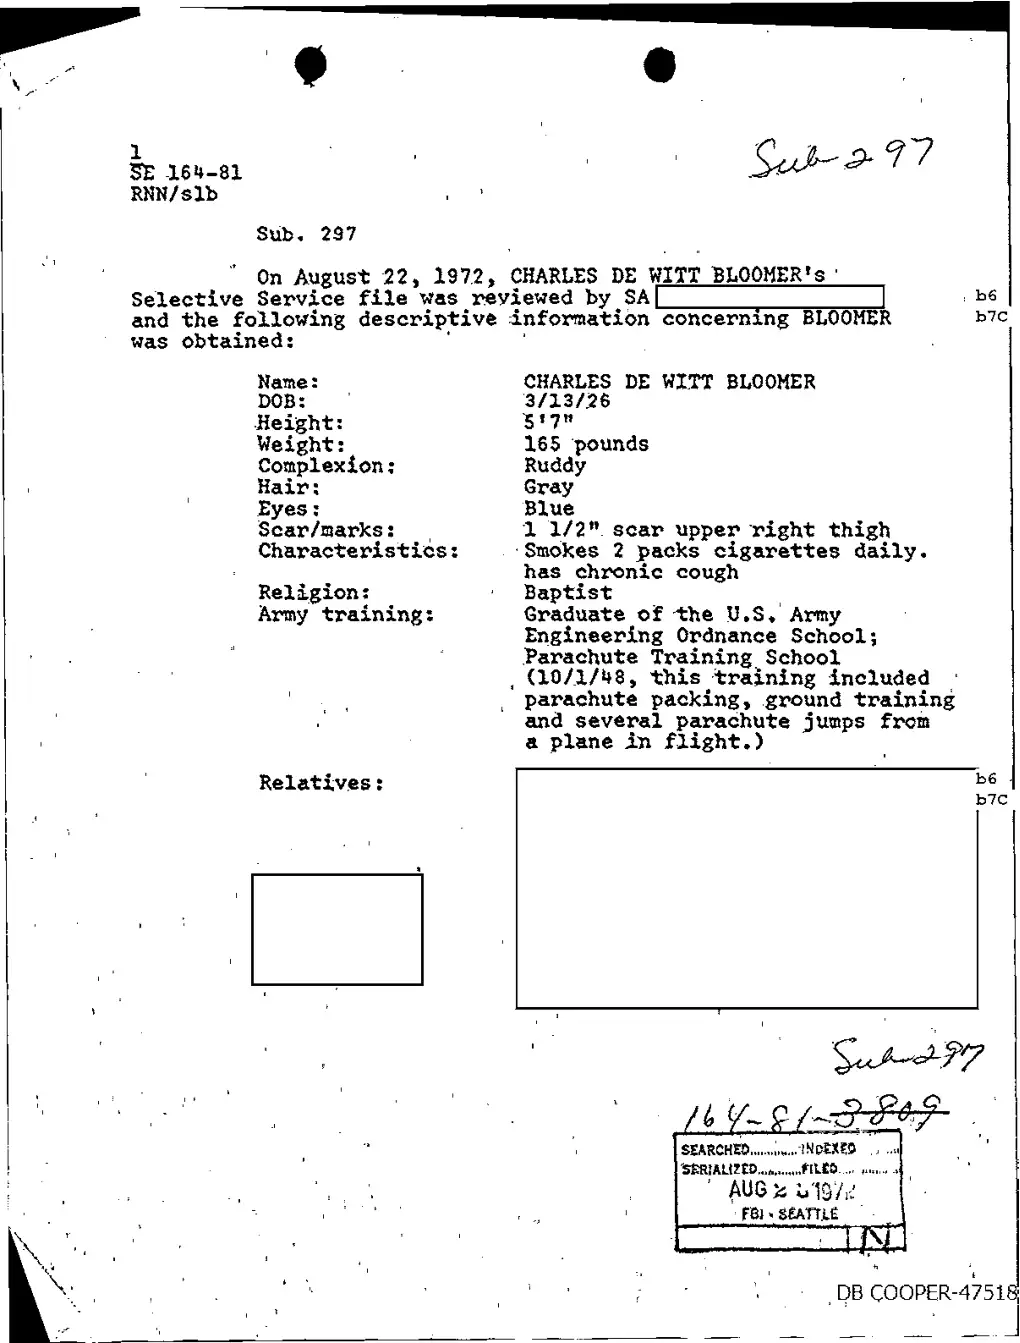 Sub-297
1
SE 164-81
RNN/slb
Sub. 297
On August 22, 1972, CHARLES DE WITT BLOOMER's
Selective Service file was reviewed by SA
b6
and the following descriptive information concerning BLOOMER
b7C
was obtained:
Name: CHARLES DE WITT BLOOMER
DOB: 3/13/26
Height: 5'7"
Weight: 165 pounds
Complexion: Ruddy
Hair: Gray
Eyes: Blue
Scar/marks: 1 1/2" scar upper right thigh
Characteristics: Smokes 2 packs cigarettes daily.
has chronic cough
Religion: Baptist
Army training: Graduate of the U.S. Army
Engineering Ordnance School;
Parachute Training School
(10/1/48, this training included
parachute packing, ground training
and several parachute jumps from
a plane in flight.)
Relatives:
b6
b7C
Sub-297
164-81-3809
SEARCHED............INDEXED
SERIALIZED...........FILED
AUG 1972
FBI - SEATTLE
N
DB COOPER-47518